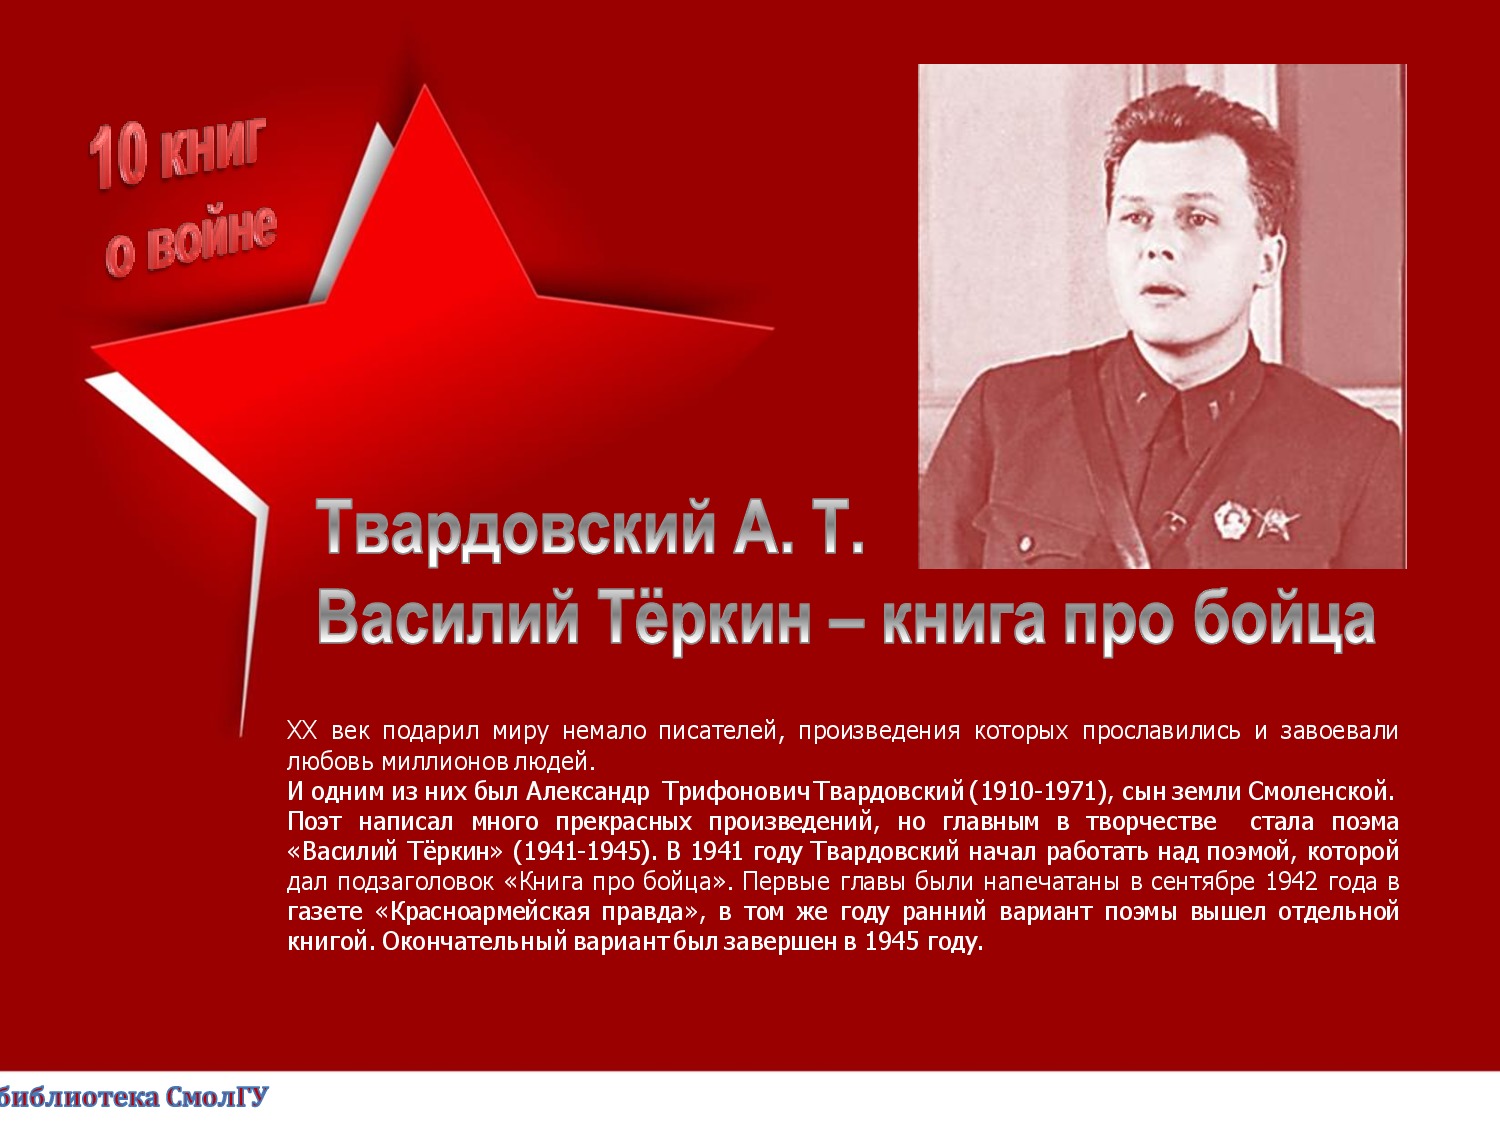 10 книг
о войне
Твардовский А. Т.
Василий Тёркин – книга про бойца
XX век подарил миру немало писателей, произведения которых прославились и завоевали
любовь миллионов людей.
И одним из них был Александр Трифонович Твардовский (1910-1971), сын земли Смоленской.
Поэт написал много прекрасных произведений, но главным в творчестве стала поэма
«Василий Тёркин» (1941-1945). В 1941 году Твардовский начал работать над поэмой, которой
дал подзаголовок «Книга про бойца». Первые главы были напечатаны в сентябре 1942 года в
газете «Красноармейская правда», в том же году ранний вариант поэмы вышел отдельной
книгой. Окончательный вариант был завершен в 1945 году.
библиотека СмолГУ